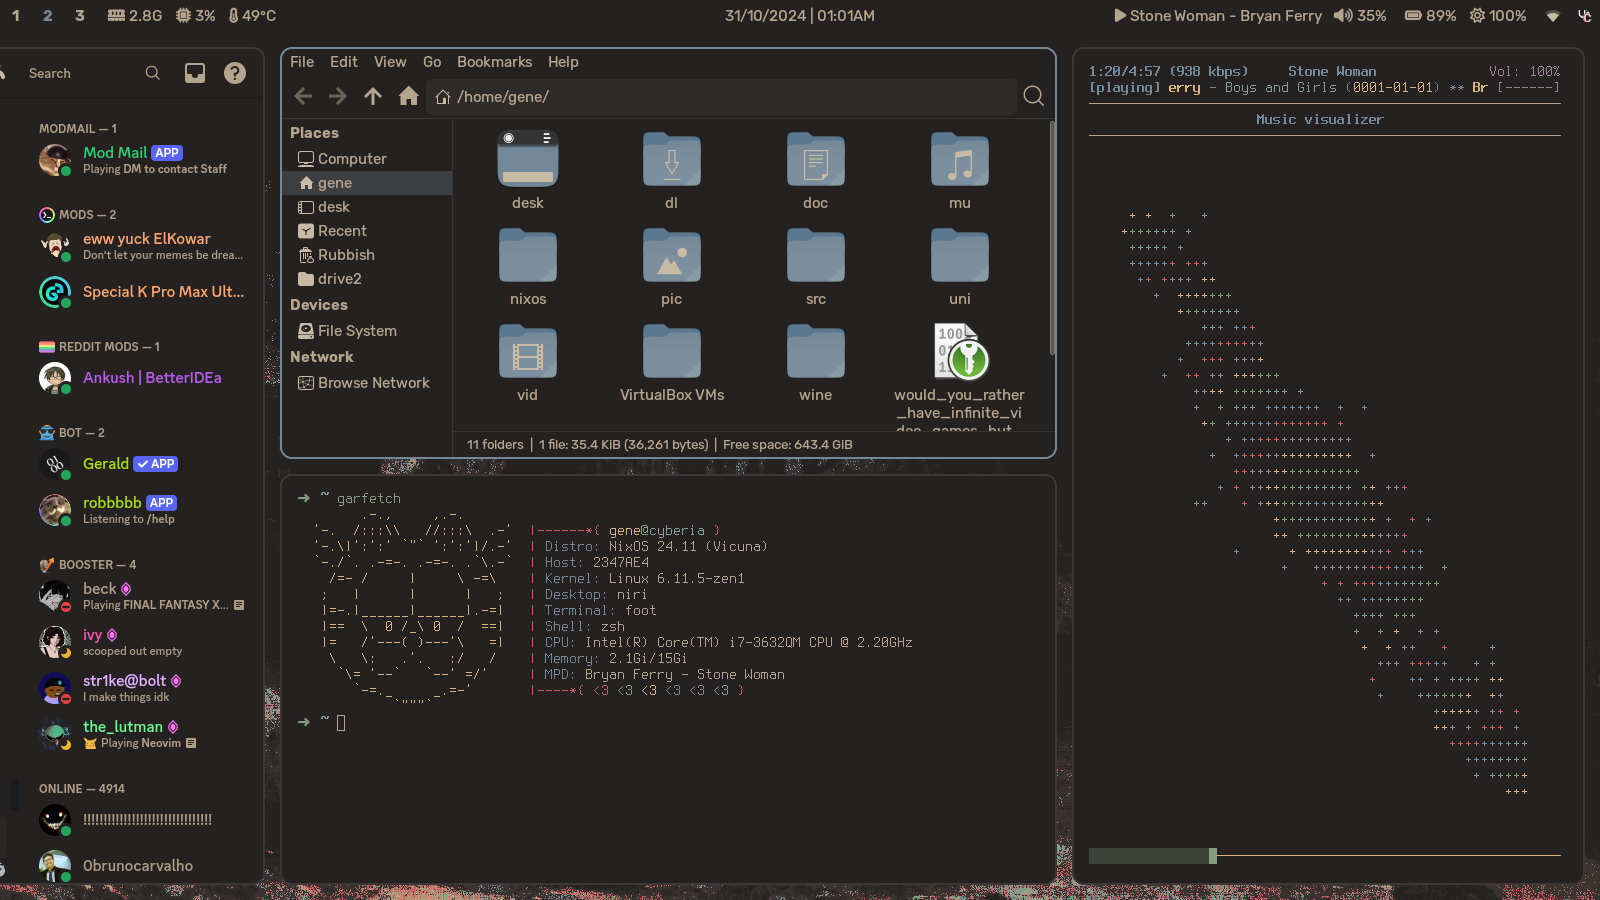 1 2 3 2.8G 3% 49°C
31/10/2024 | 01:01AM
Stone Woman - Bryan Ferry 35% 89% 100%
Search
MODMAIL — 1
Mod Mail APP
Playing DM to contact Staff
MODS — 2
eww yuck ElKowar
Don't let your memes be drea...
Special K Pro Max Ult...
REDDIT MODS — 1
Ankush | BetterIDEa
BOT — 2
Gerald APP
robbbbb APP
Listening to /help
BOOSTER — 4
beck
Playing FINAL FANTASY X...
ivy
scooped out empty
str1ke@bolt
I make things idk
the_lutman
Playing Neovim
ONLINE — 4914
!!!!!!!!!!!!!!!!!!!!!!!!!!!!!!!!
0brunocarvalho
File Edit View Go Bookmarks Help
/home/gene/
Places
Computer
gene
desk
Recent
Rubbish
drive2
Devices
File System
Network
Browse Network
desk dl doc mu
nixos pic src uni
vid VirtualBox VMs wine would_you_rather
_have_infinite_vi
deo_games_but
11 folders | 1 file: 35.4 KiB (36,261 bytes) | Free space: 643.4 GiB
➜ ~ garfetch
|------*{ gene@cyberia }
| Distro: NixOS 24.11 (Vicuna)
| Host: 2347AE4
| Kernel: Linux 6.11.5-zen1
| Desktop: niri
| Terminal: foot
| Shell: zsh
| CPU: Intel(R) Core(TM) i7-3632QM CPU @ 2.20GHz
| Memory: 2.1Gi/15Gi
| MPD: Bryan Ferry - Stone Woman
|----*{ <3 <3 <3 <3 <3 <3 }
➜ ~
1:20/4:57 (938 kbps) Stone Woman Vol: 100%
[playing] erry - Boys and Girls (0001-01-01) ** Br [------]
Music visualizer